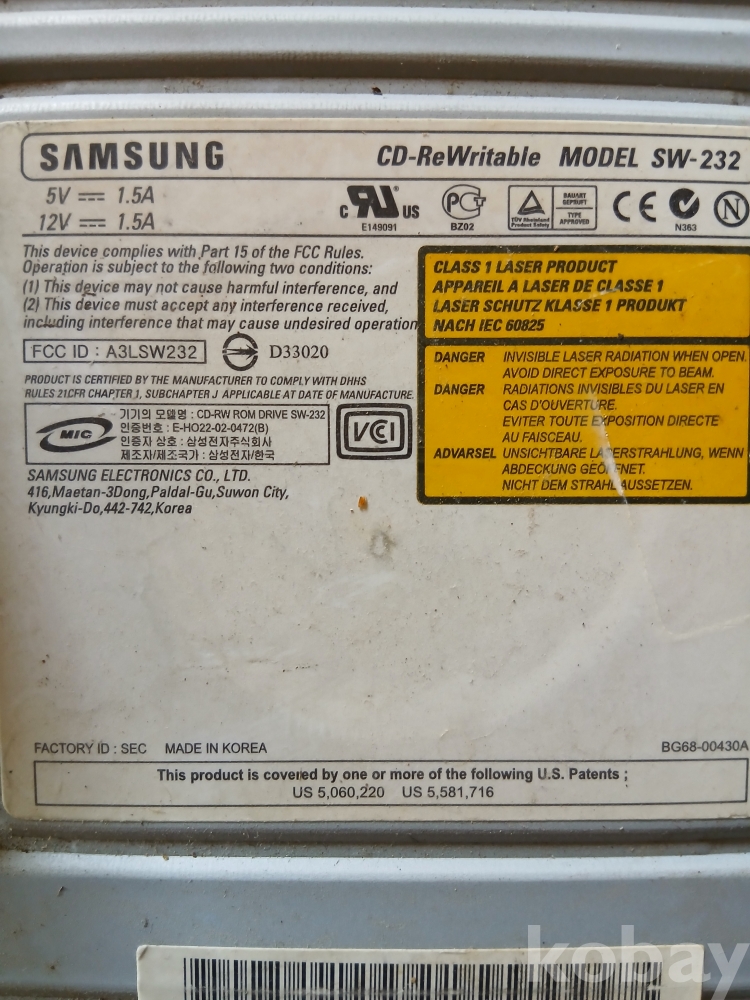 SAMSUNG CD-ReWritable MODEL SW-232
5V 1.5A
12V 1.5A
c RU US
E149091
PCT
BZ02
TÜV Rheinland
Product Safety
BAUART
GEPRÜFT
TYPE
APPROVED
CE
N363
N
This device complies with Part 15 of the FCC Rules.
Operation is subject to the following two conditions:
(1) This device may not cause harmful interference, and
(2) This device must accept any interference received,
including interference that may cause undesired operation
FCC ID : A3LSW232 D33020
PRODUCT IS CERTIFIED BY THE MANUFACTURER TO COMPLY WITH DHHS
RULES 21CFR CHAPTER 1, SUBCHAPTER J APPLICABLE AT DATE OF MANUFACTURE
MIC
기기의 모델명 : CD-RW ROM DRIVE SW-232
인증번호 : E-HO22-02-0472(B)
인증자 상호 : 삼성전자주식회사
제조자/제조국가 : 삼성전자/한국
VCI
SAMSUNG ELECTRONICS CO., LTD.
416,Maetan-3Dong,Paldal-Gu,Suwon City,
Kyungki-Do,442-742,Korea
CLASS 1 LASER PRODUCT
APPAREIL A LASER DE CLASSE 1
LASER SCHUTZ KLASSE 1 PRODUKT
NACH IEC 60825
DANGER INVISIBLE LASER RADIATION WHEN OPEN.
AVOID DIRECT EXPOSURE TO BEAM.
DANGER RADIATIONS INVISIBLES DU LASER EN
CAS D'OUVERTURE.
EVITER TOUTE EXPOSITION DIRECTE
AU FAISCEAU.
ADVARSEL UNSICHTBARE LASERSTRAHLUNG, WENN
ABDECKUNG GEÖFFNET.
NICHT DEM STRAHL AUSSETZEN.
FACTORY ID : SEC MADE IN KOREA
BG68-00430A
This product is covered by one or more of the following U.S. Patents ;
US 5,060,220 US 5,581,716
kobay